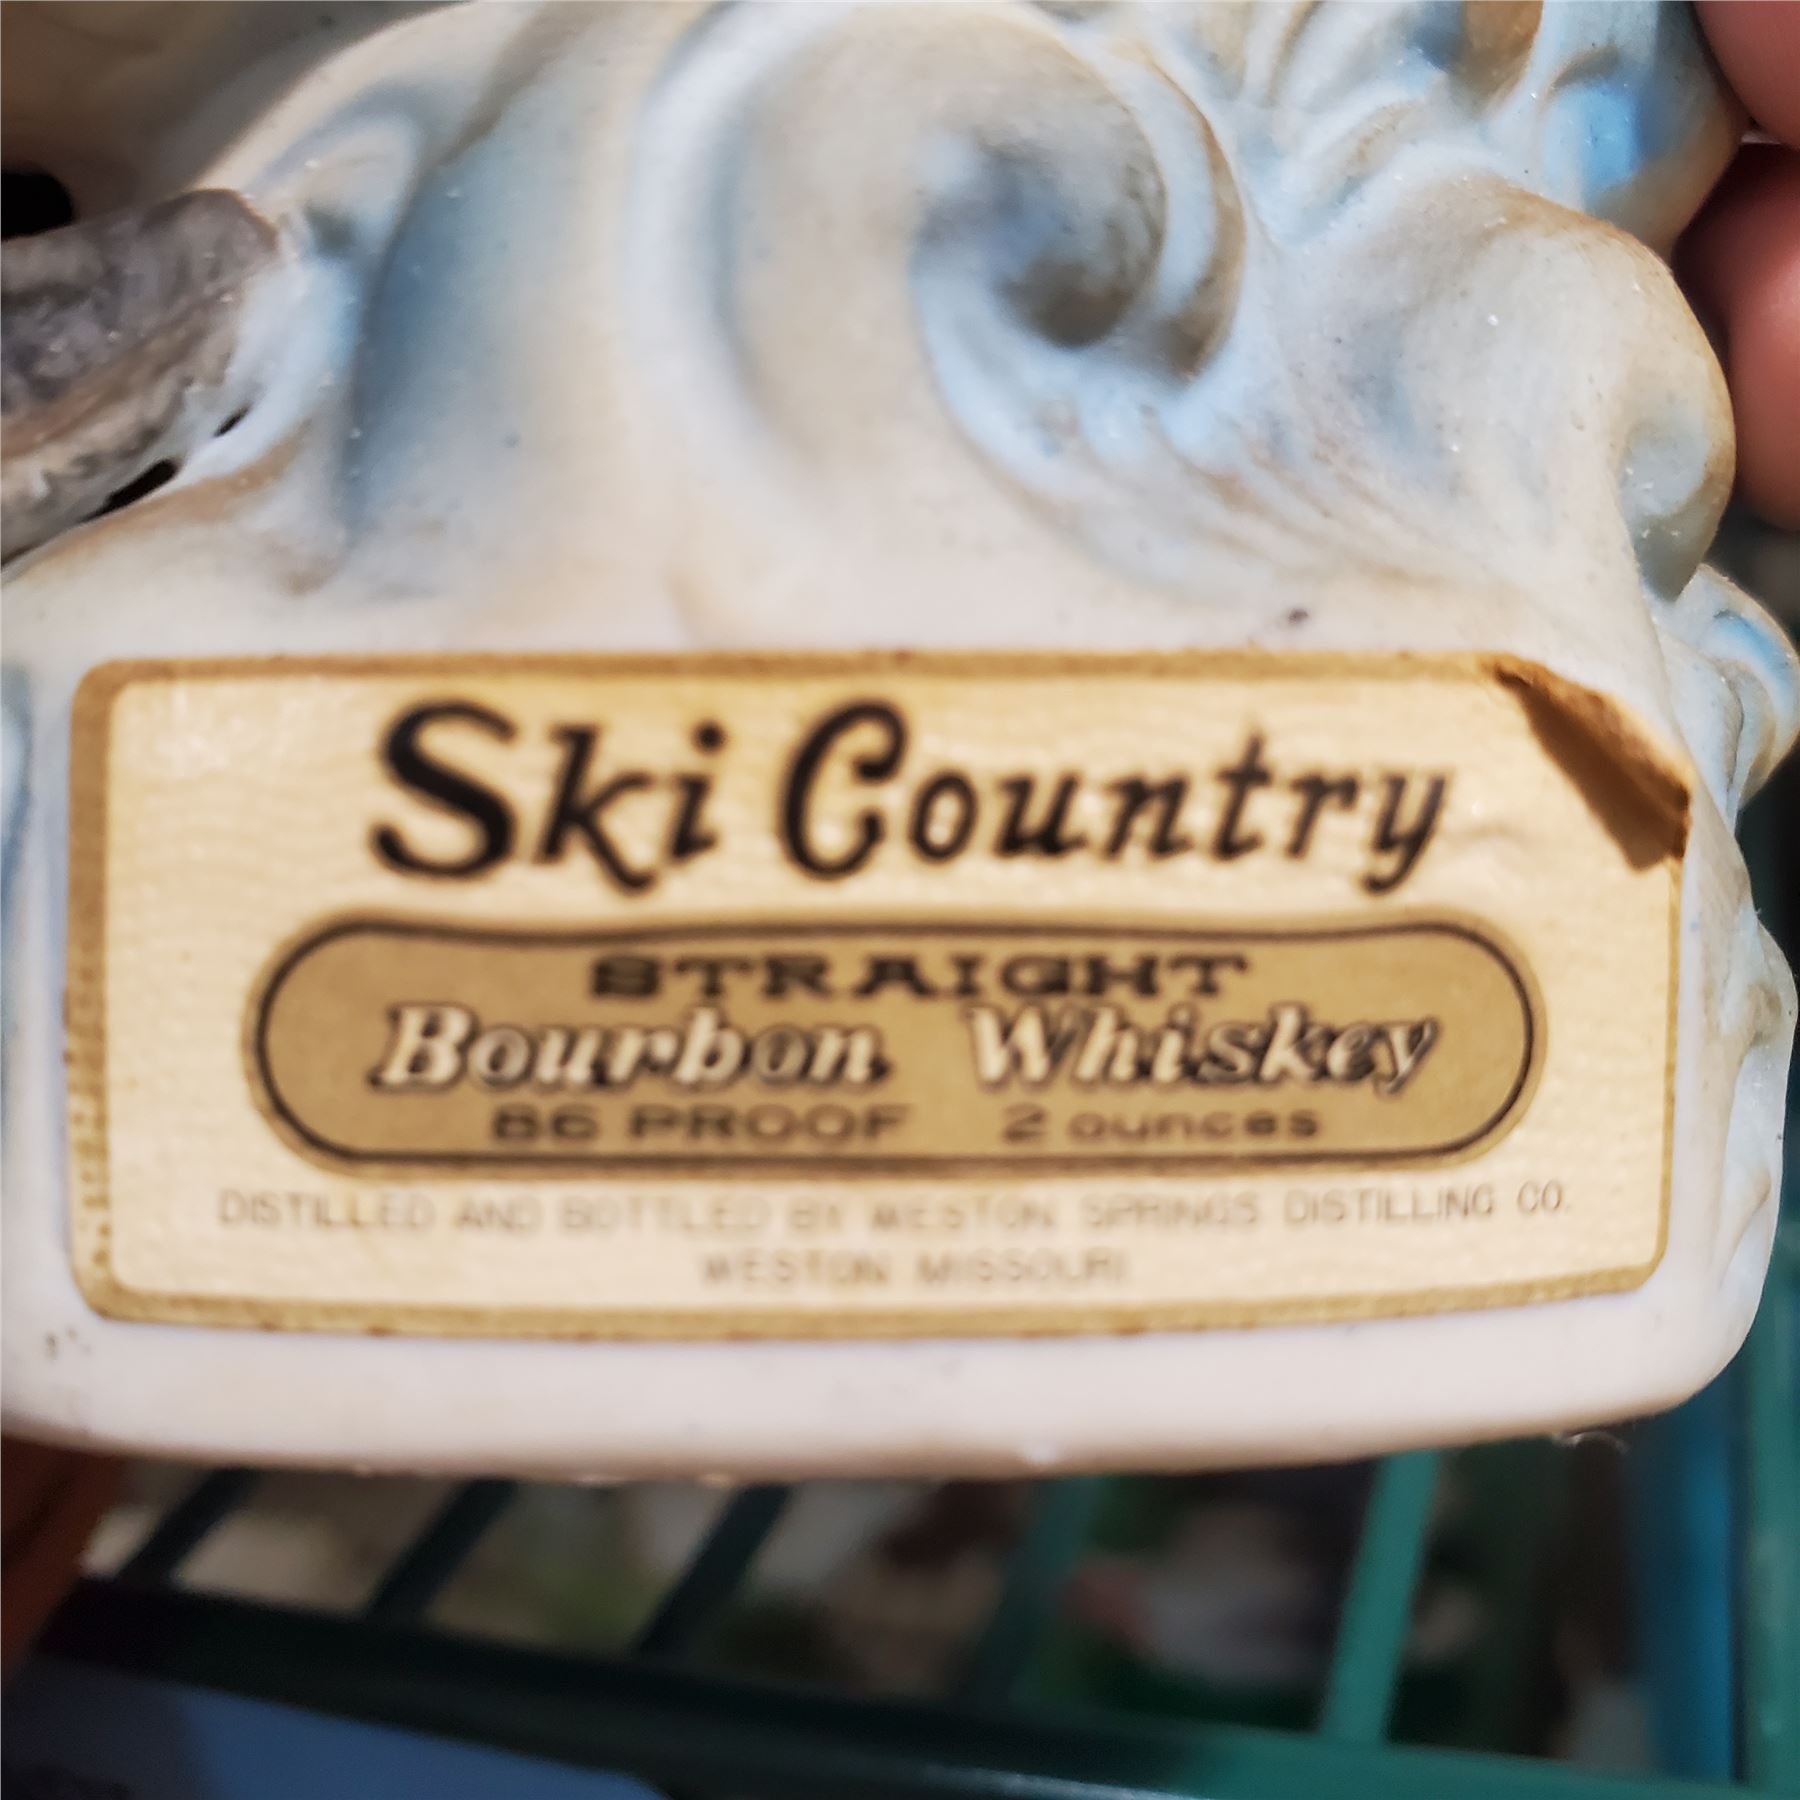 Ski Country
STRAIGHT
Bourbon Whiskey
86 PROOF 2 ounces
DISTILLED AND BOTTLED BY WESTON SPRINGS DISTILLING CO.
WESTON MISSOURI